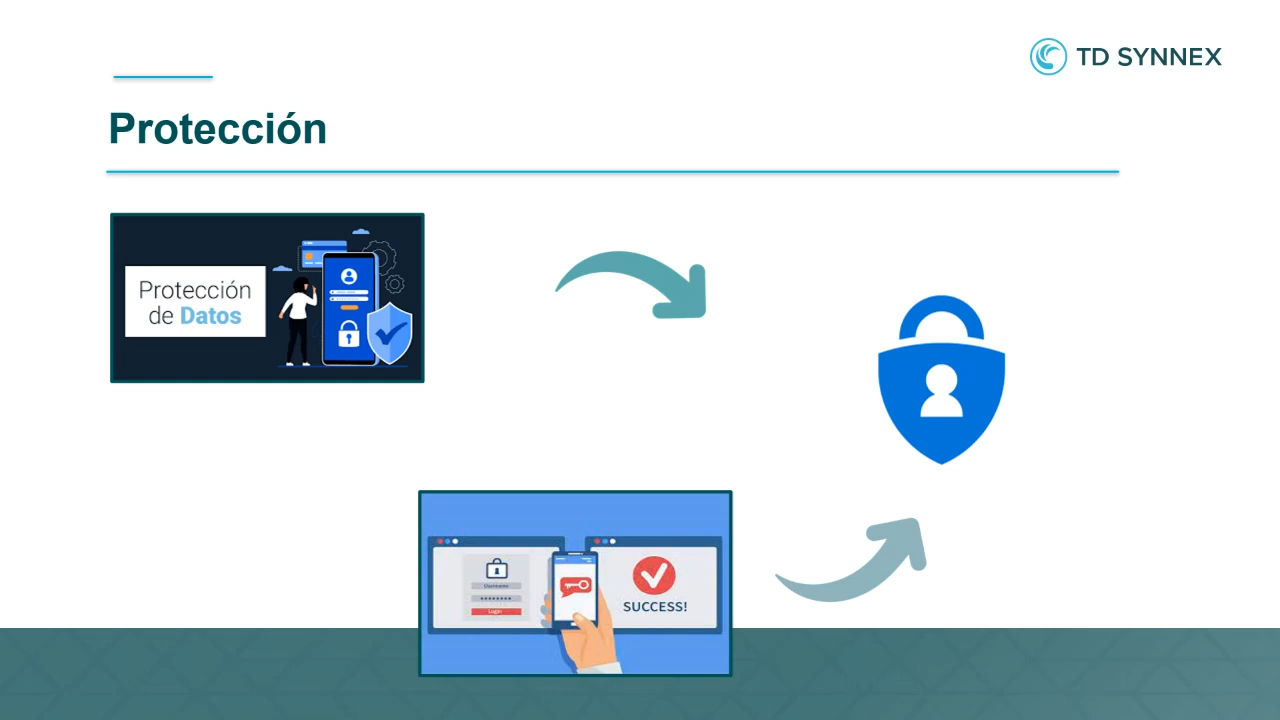 TD SYNNEX
Protección
Protección
de Datos
Username
Login
SUCCESS!